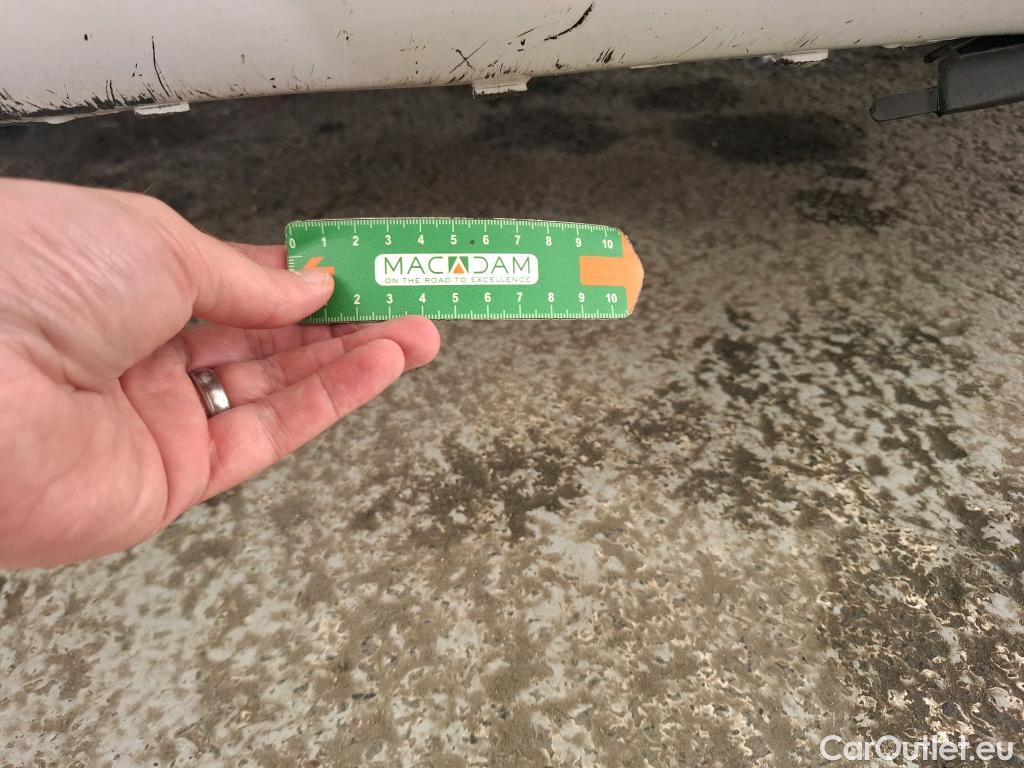 0 1 2 3 4 5 6 7 8 9 10
MACADAM
ON THE ROAD TO EXCELLENCE
2 3 4 5 6 7 8 9 10
CarOutlet.eu